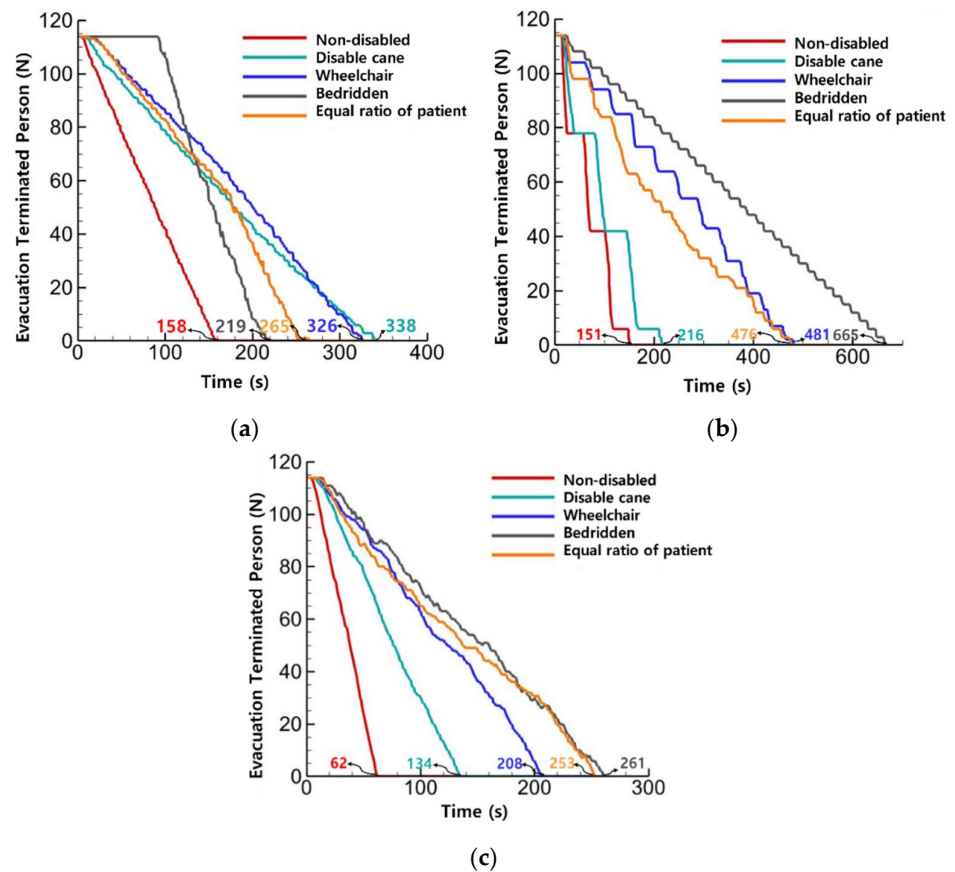 120
100
80
60
40
20
0
Evacuation Terminated Person (N)
Non-disabled
Disable cane
Wheelchair
Bedridden
Equal ratio of patient
158 219 265 326 338
0 100 200 300 400
Time (s)
(a)
120
100
80
60
40
20
0
Evacuation Terminated Person (N)
Non-disabled
Disable cane
Wheelchair
Bedridden
Equal ratio of patient
151 216 476 481 665
0 200 400 600
Time (s)
(b)
120
100
80
60
40
20
0
Evacuation Terminated Person (N)
Non-disabled
Disable cane
Wheelchair
Bedridden
Equal ratio of patient
62 134 208 253 261
0 100 200 300
Time (s)
(c)